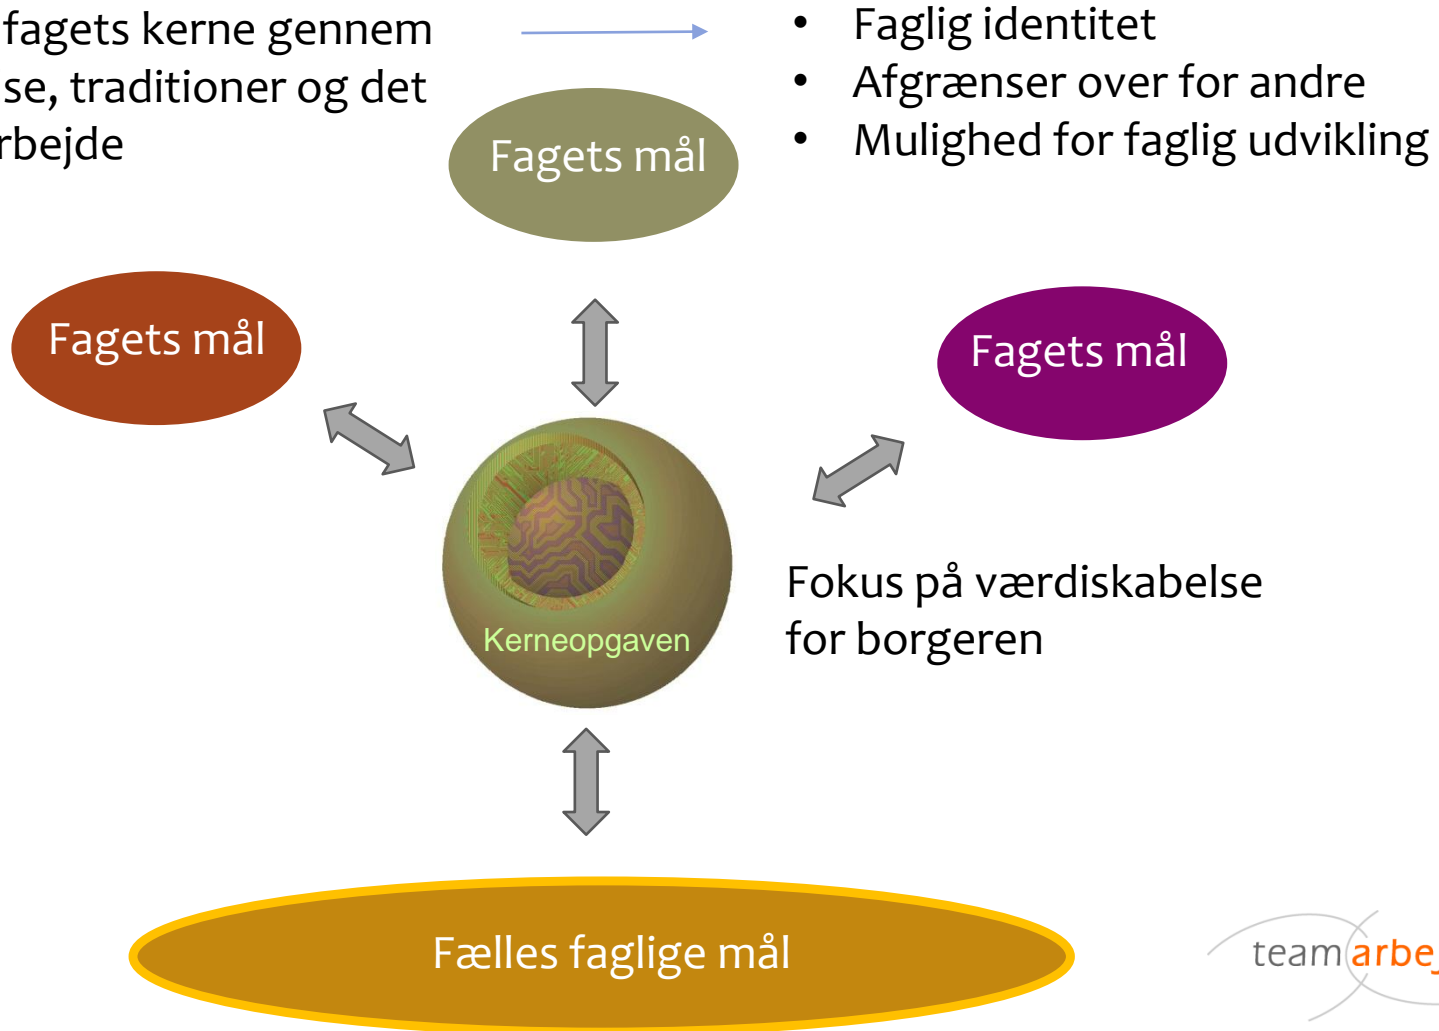 fagets kerne gennem
se, traditioner og det
rbejde
• Faglig identitet
• Afgrænser over for andre
• Mulighed for faglig udvikling
Fagets mål
Fagets mål
Fagets mål
Kerneopgaven
Fokus på værdiskabelse
for borgeren
Fælles faglige mål
team arbe